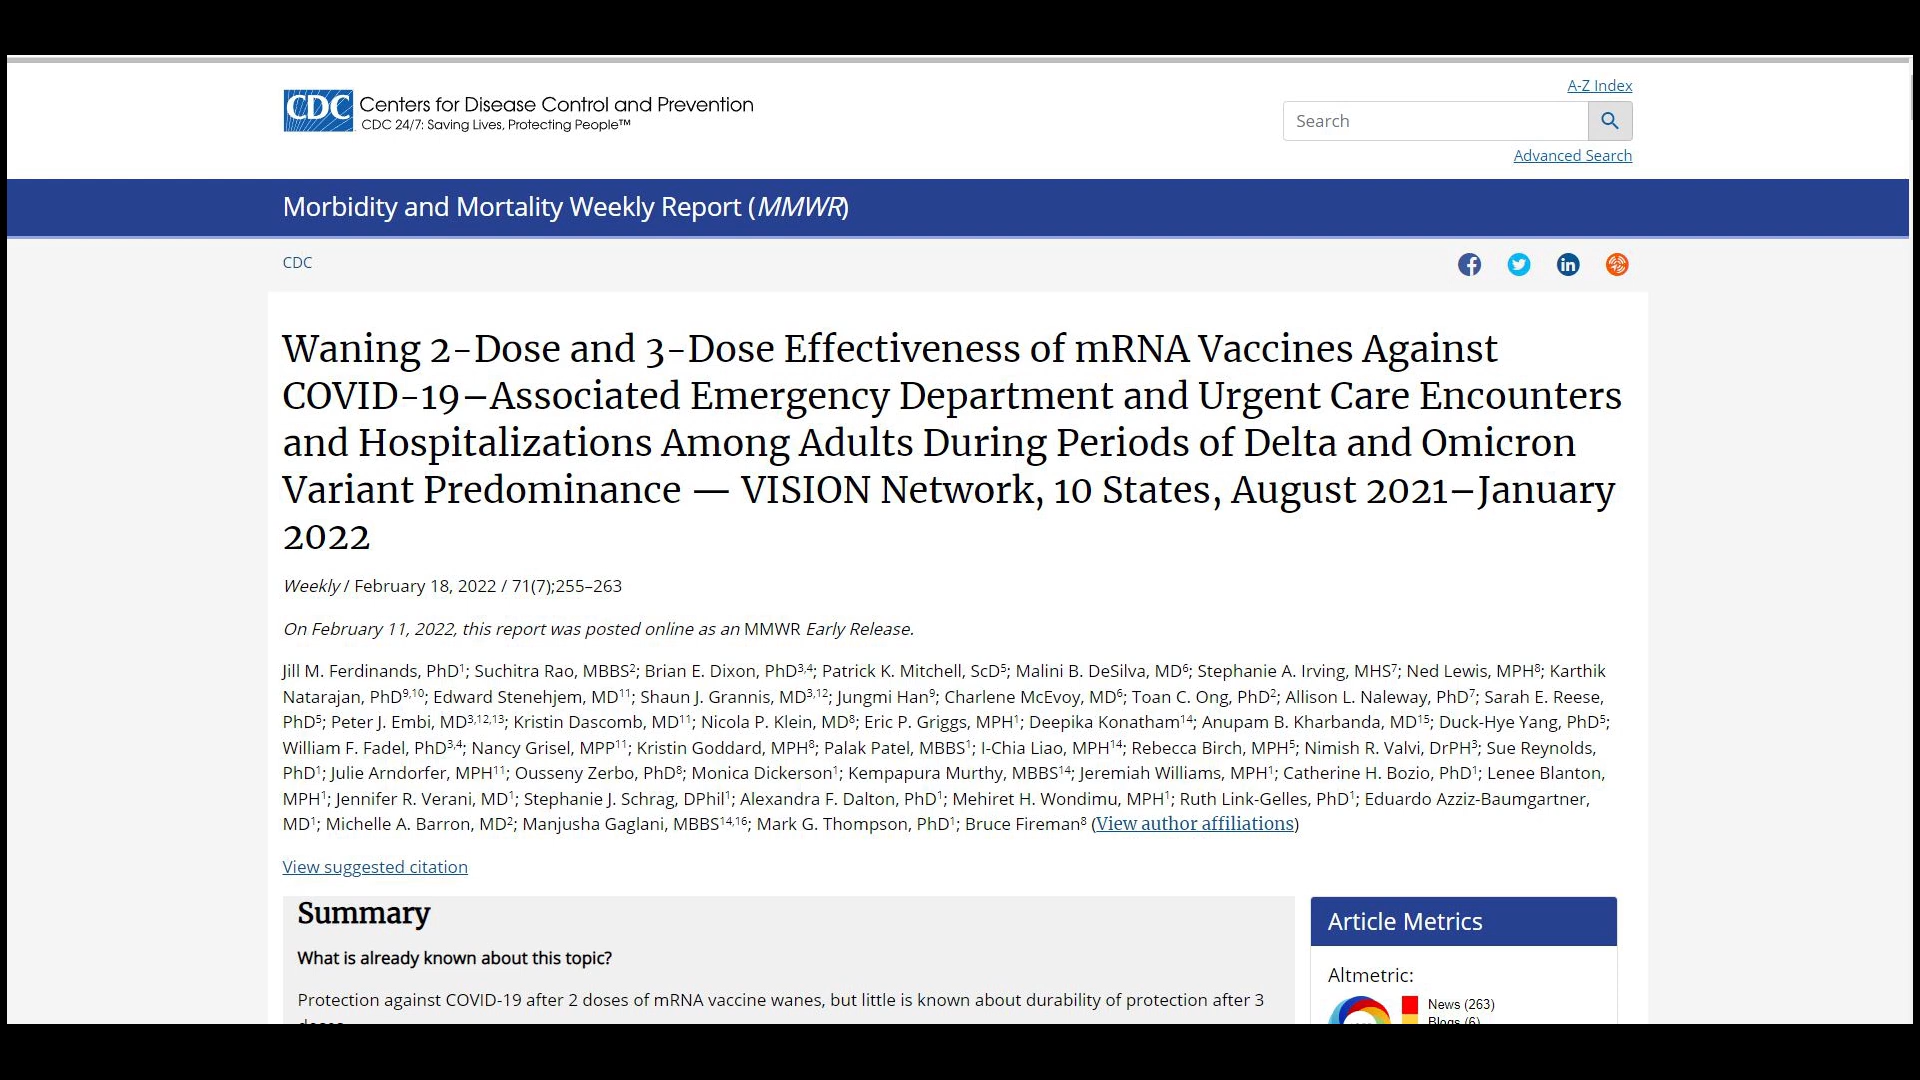 A-Z Index
CDC Centers for Disease Control and Prevention
CDC 24/7: Saving Lives, Protecting People™
Search
Advanced Search
Morbidity and Mortality Weekly Report (MMWR)
CDC
Waning 2-Dose and 3-Dose Effectiveness of mRNA Vaccines Against
COVID-19–Associated Emergency Department and Urgent Care Encounters
and Hospitalizations Among Adults During Periods of Delta and Omicron
Variant Predominance — VISION Network, 10 States, August 2021–January
2022
Weekly / February 18, 2022 / 71(7);255–263
On February 11, 2022, this report was posted online as an MMWR Early Release.
Jill M. Ferdinands, PhD1; Suchitra Rao, MBBS2; Brian E. Dixon, PhD3,4; Patrick K. Mitchell, ScD5; Malini B. DeSilva, MD6; Stephanie A. Irving, MHS7; Ned Lewis, MPH8; Karthik
Natarajan, PhD9,10; Edward Stenehjem, MD11; Shaun J. Grannis, MD3,12; Jungmi Han9; Charlene McEvoy, MD6; Toan C. Ong, PhD2; Allison L. Naleway, PhD7; Sarah E. Reese,
PhD5; Peter J. Embi, MD3,12,13; Kristin Dascomb, MD11; Nicola P. Klein, MD8; Eric P. Griggs, MPH1; Deepika Konatham14; Anupam B. Kharbanda, MD15; Duck-Hye Yang, PhD5;
William F. Fadel, PhD3,4; Nancy Grisel, MPP11; Kristin Goddard, MPH8; Palak Patel, MBBS1; I-Chia Liao, MPH14; Rebecca Birch, MPH5; Nimish R. Valvi, DrPH3; Sue Reynolds,
PhD1; Julie Arndorfer, MPH11; Ousseny Zerbo, PhD8; Monica Dickerson1; Kempapura Murthy, MBBS14; Jeremiah Williams, MPH1; Catherine H. Bozio, PhD1; Lenee Blanton,
MPH1; Jennifer R. Verani, MD1; Stephanie J. Schrag, DPhil1; Alexandra F. Dalton, PhD1; Mehiret H. Wondimu, MPH1; Ruth Link-Gelles, PhD1; Eduardo Azziz-Baumgartner,
MD1; Michelle A. Barron, MD2; Manjusha Gaglani, MBBS14,16; Mark G. Thompson, PhD1; Bruce Fireman8 (View author affiliations)
View suggested citation
Summary
What is already known about this topic?
Protection against COVID-19 after 2 doses of mRNA vaccine wanes, but little is known about durability of protection after 3
Article Metrics
Altmetric:
News (263)
Blogs (6)